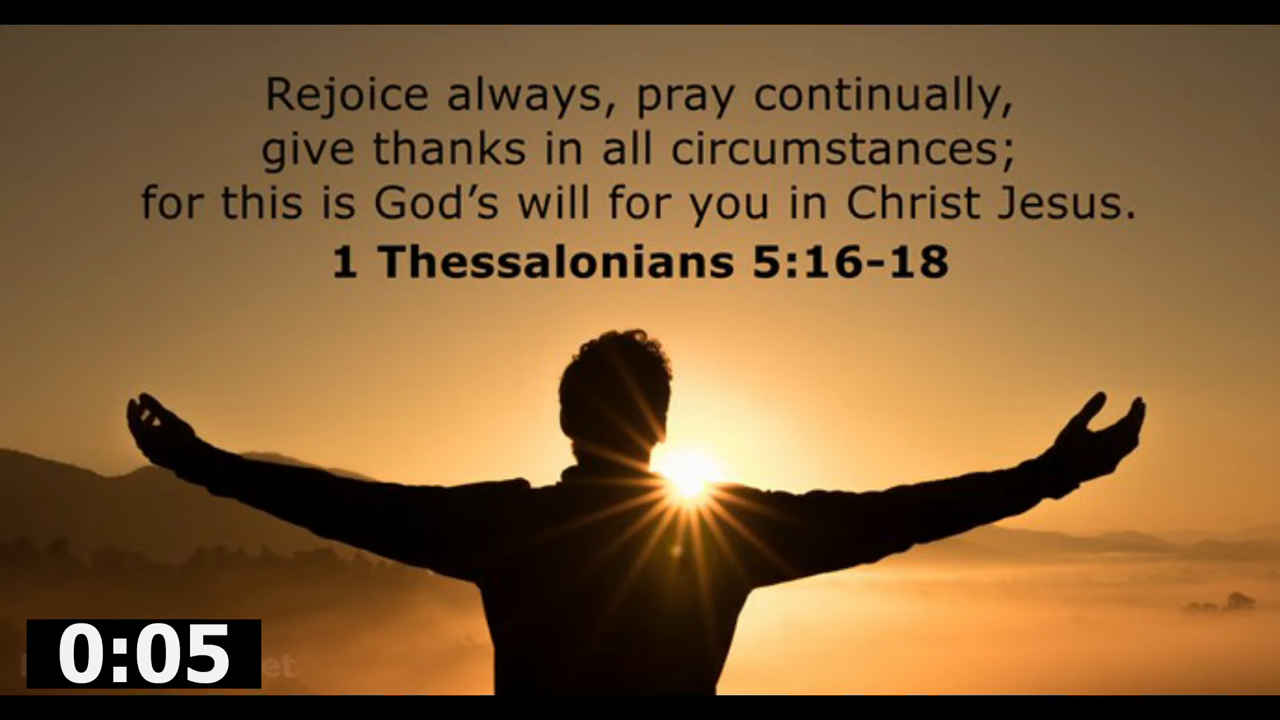 Rejoice always, pray continually,
give thanks in all circumstances;
for this is God’s will for you in Christ Jesus.
1 Thessalonians 5:16-18
0:05